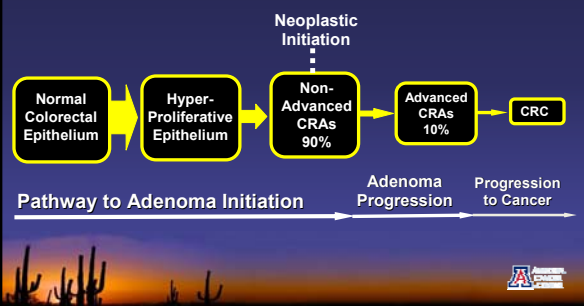 Neoplastic
Initiation
Normal
Colorectal
Epithelium
Hyper-
Proliferative
Epithelium
Non-
Advanced
CRAs
90%
Advanced
CRAs
10%
CRC
Pathway to Adenoma Initiation
Adenoma
Progression
Progression
to Cancer
A